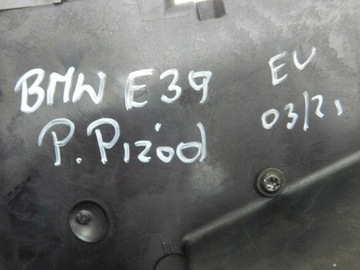 BMW E39
P. PRZÓD
EU
03/21